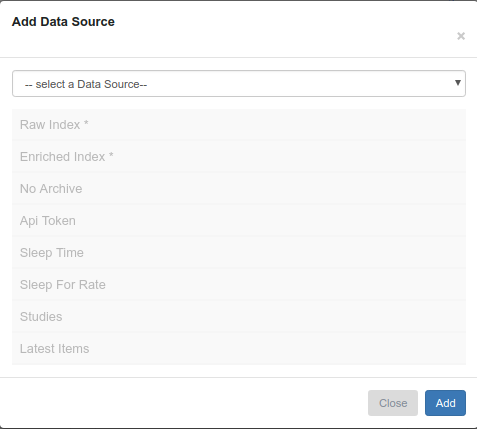 Add Data Source
×
-- select a Data Source--
Raw Index *
Enriched Index *
No Archive
Api Token
Sleep Time
Sleep For Rate
Studies
Latest Items
Close Add